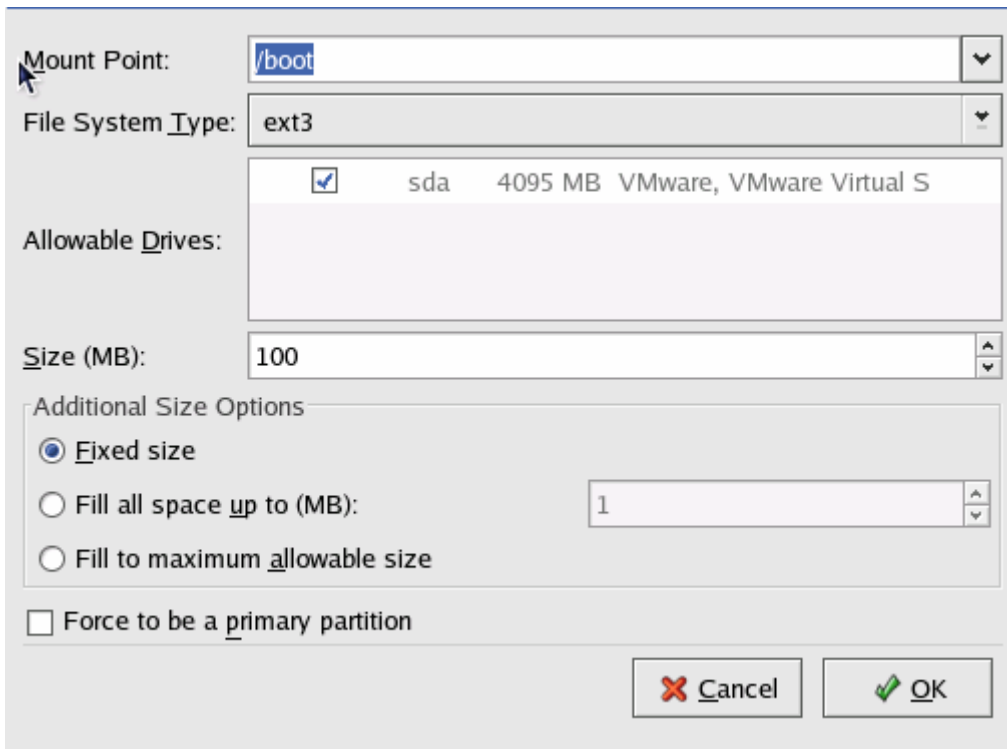 Mount Point: /boot
File System Type: ext3
sda 4095 MB VMware, VMware Virtual S
Allowable Drives:
Size (MB): 100
Additional Size Options
Fixed size
Fill all space up to (MB): 1
Fill to maximum allowable size
Force to be a primary partition
Cancel OK